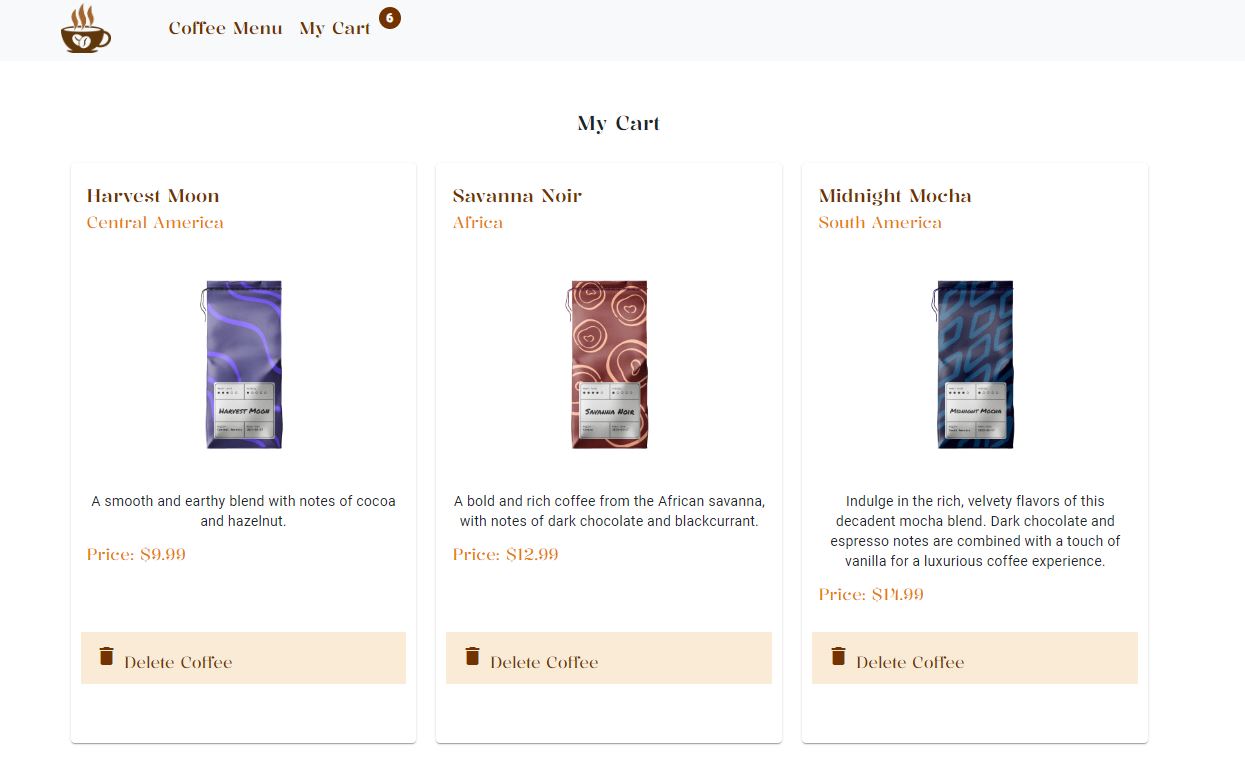 Coffee Menu My Cart 6
My Cart
Harvest Moon
Central America
HARVEST MOON
A smooth and earthy blend with notes of cocoa
and hazelnut.
Price: $9.99
Delete Coffee
Savanna Noir
Africa
SAVANNA NOIR
A bold and rich coffee from the African savanna,
with notes of dark chocolate and blackcurrant.
Price: $12.99
Delete Coffee
Midnight Mocha
South America
MIDNIGHT MOCHA
Indulge in the rich, velvety flavors of this
decadent mocha blend. Dark chocolate and
espresso notes are combined with a touch of
vanilla for a luxurious coffee experience.
Price: $14.99
Delete Coffee